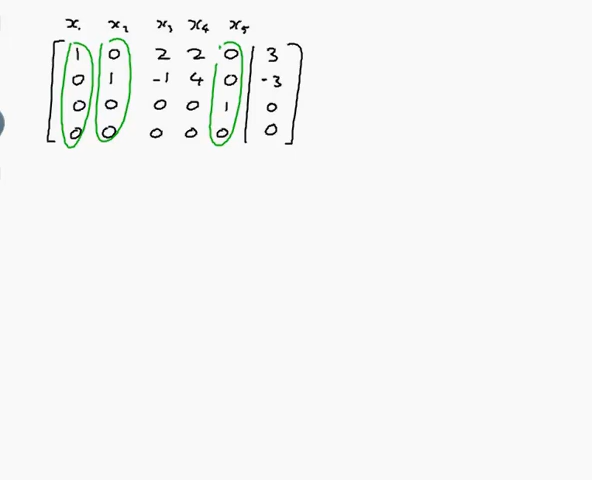 x₁ x₂ x₃ x₄ x₅
1 0 2 2 0 3
0 1 -1 4 0 -3
0 0 0 0 1 0
0 0 0 0 0 0